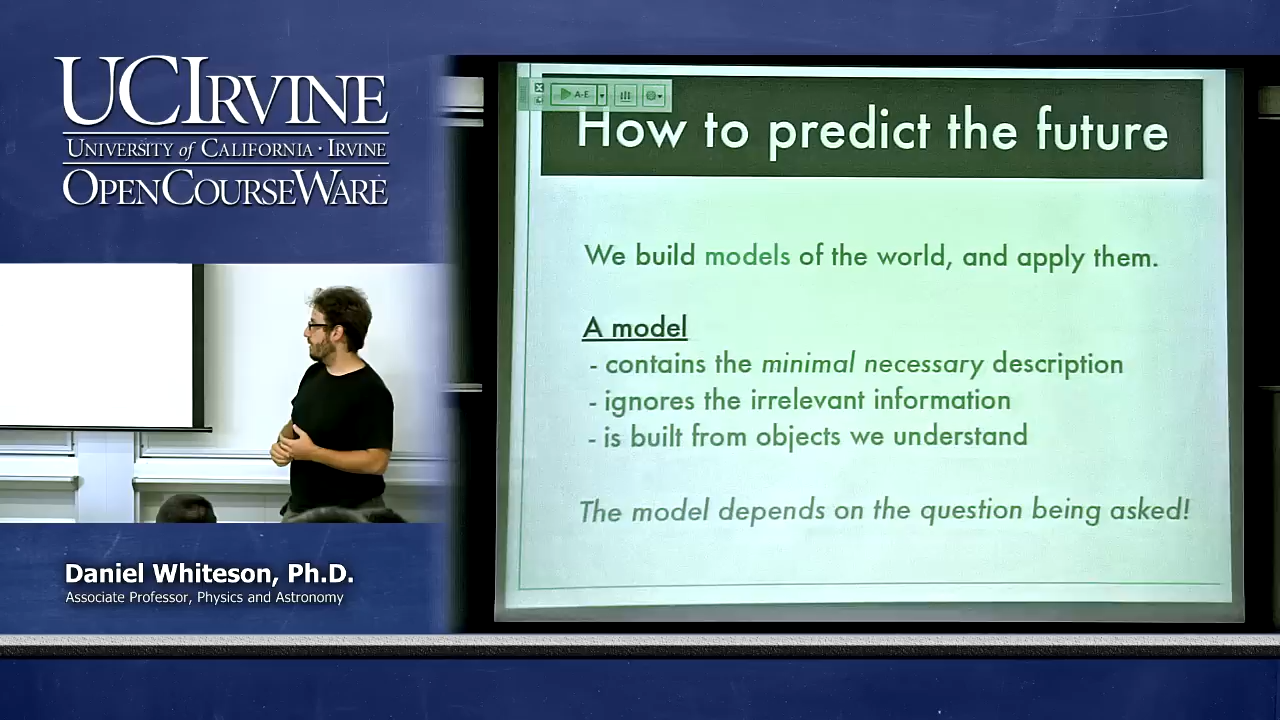 UCIRVINE
UNIVERSITY of CALIFORNIA · IRVINE
OPENCOURSEWARE
A-E
How to predict the future
We build models of the world, and apply them.
A model
- contains the minimal necessary description
- ignores the irrelevant information
- is built from objects we understand
The model depends on the question being asked!
Daniel Whiteson, Ph.D.
Associate Professor, Physics and Astronomy